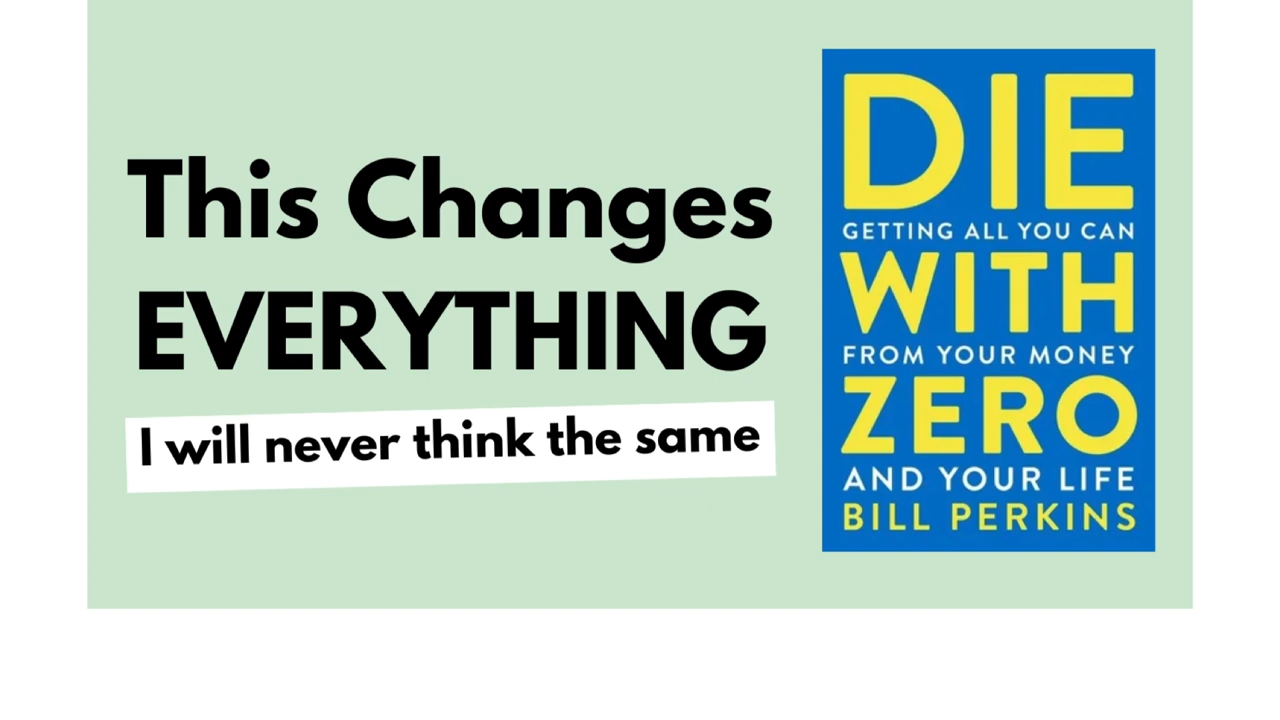 This Changes
EVERYTHING
I will never think the same
DIE
GETTING ALL YOU CAN
WITH
FROM YOUR MONEY
ZERO
AND YOUR LIFE
BILL PERKINS